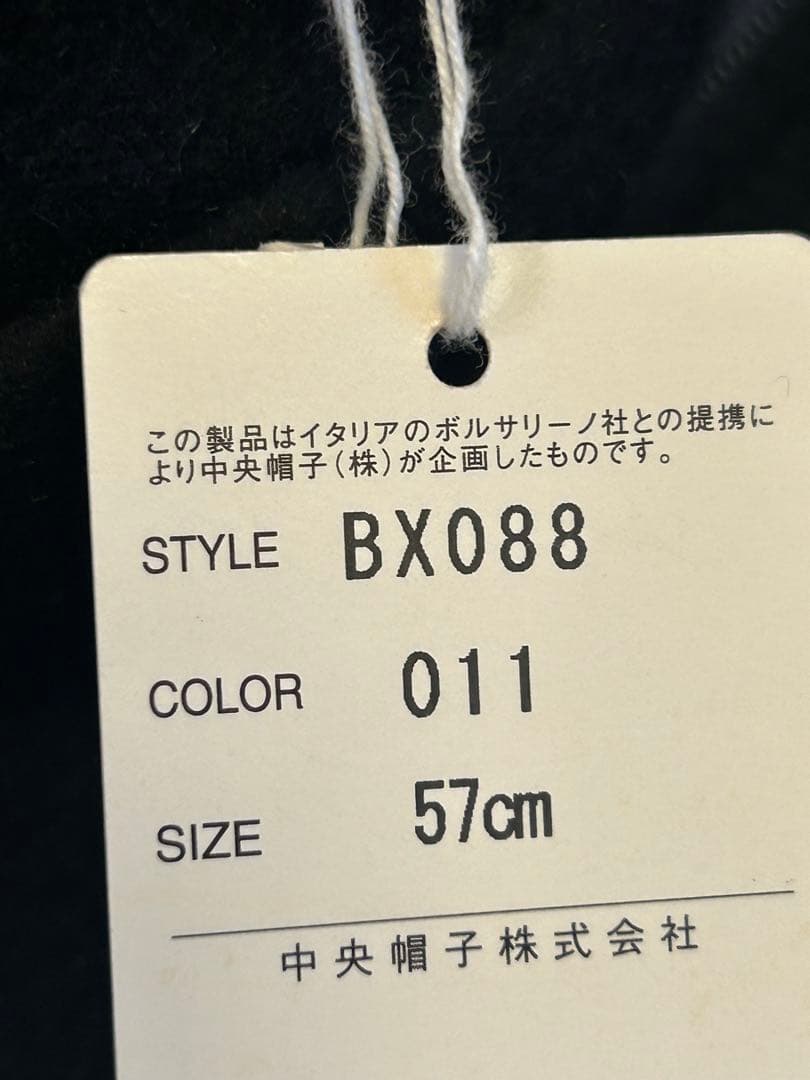 この製品はイタリアのボルサリーノ社との提携に
より中央帽子(株)が企画したものです。
STYLE BX088
COLOR 011
SIZE 57cm
中央帽子株式会社